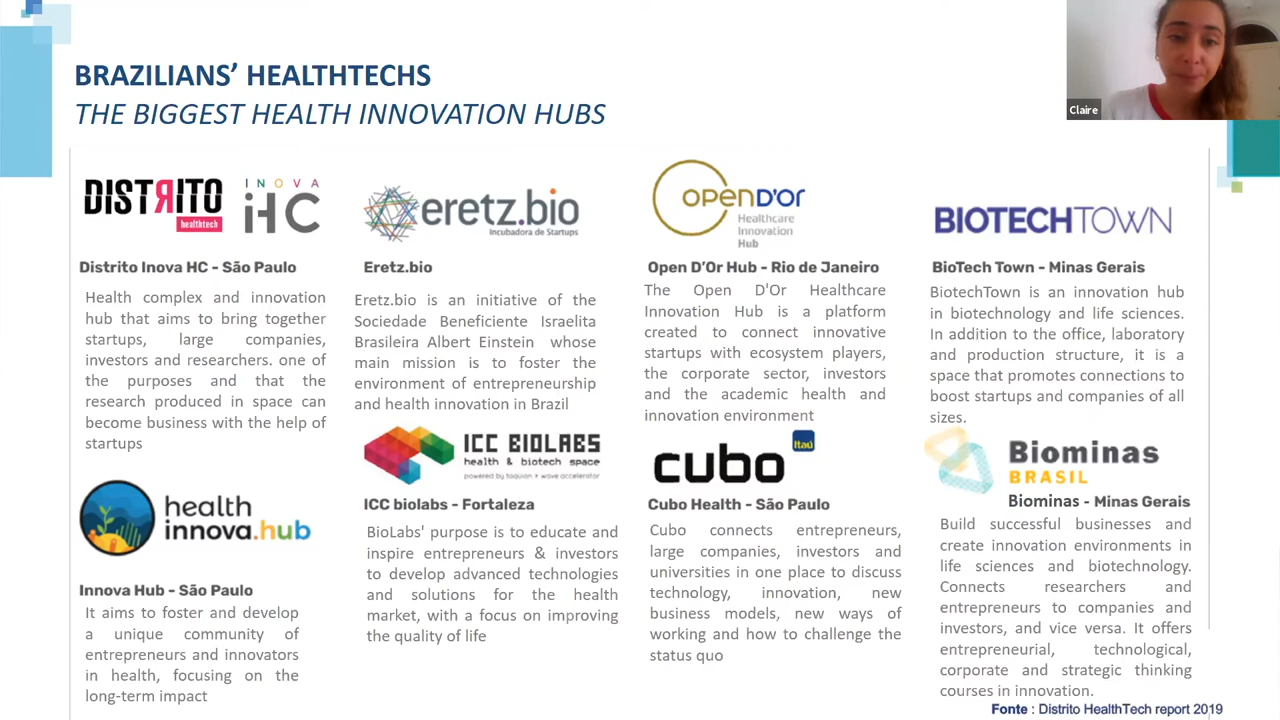 BRAZILIANS’ HEALTHTECHS
THE BIGGEST HEALTH INNOVATION HUBS
Claire
DISTRITO
healthtech
INOVA
HC
Distrito Inova HC - São Paulo
Health complex and innovation
hub that aims to bring together
startups, large companies,
investors and researchers. one of
the purposes and that the
research produced in space can
become business with the help of
startups
eretz.bio
Incubadora de Startups
Eretz.bio
Eretz.bio is an initiative of the
Sociedade Beneficiente Israelita
Brasileira Albert Einstein whose
main mission is to foster the
environment of entrepreneurship
and health innovation in Brazil
OPEN D'OR
Healthcare
Innovation
Hub
Open D’Or Hub - Rio de Janeiro
The Open D'Or Healthcare
Innovation Hub is a platform
created to connect innovative
startups with ecosystem players,
the corporate sector, investors
and the academic health and
innovation environment
BIOTECHTOWN
BioTech Town - Minas Gerais
BiotechTown is an innovation hub
in biotechnology and life sciences.
In addition to the office, laboratory
and production structure, it is a
space that promotes connections to
boost startups and companies of all
sizes.
health
innova.hub
Innova Hub - São Paulo
It aims to foster and develop
a unique community of
entrepreneurs and innovators
in health, focusing on the
long-term impact
ICC BIOLABS
health & biotech space
powered by taquion + wave accelerator
ICC biolabs - Fortaleza
BioLabs' purpose is to educate and
inspire entrepreneurs & investors
to develop advanced technologies
and solutions for the health
market, with a focus on improving
the quality of life
cubo
Itaú
Cubo Health - São Paulo
Cubo connects entrepreneurs,
large companies, investors and
universities in one place to discuss
technology, innovation, new
business models, new ways of
working and how to challenge the
status quo
Biominas
BRASIL
Biominas - Minas Gerais
Build successful businesses and
create innovation environments in
life sciences and biotechnology.
Connects researchers and
entrepreneurs to companies and
investors, and vice versa. It offers
entrepreneurial, technological,
corporate and strategic thinking
courses in innovation.
Fonte : Distrito HealthTech report 2019